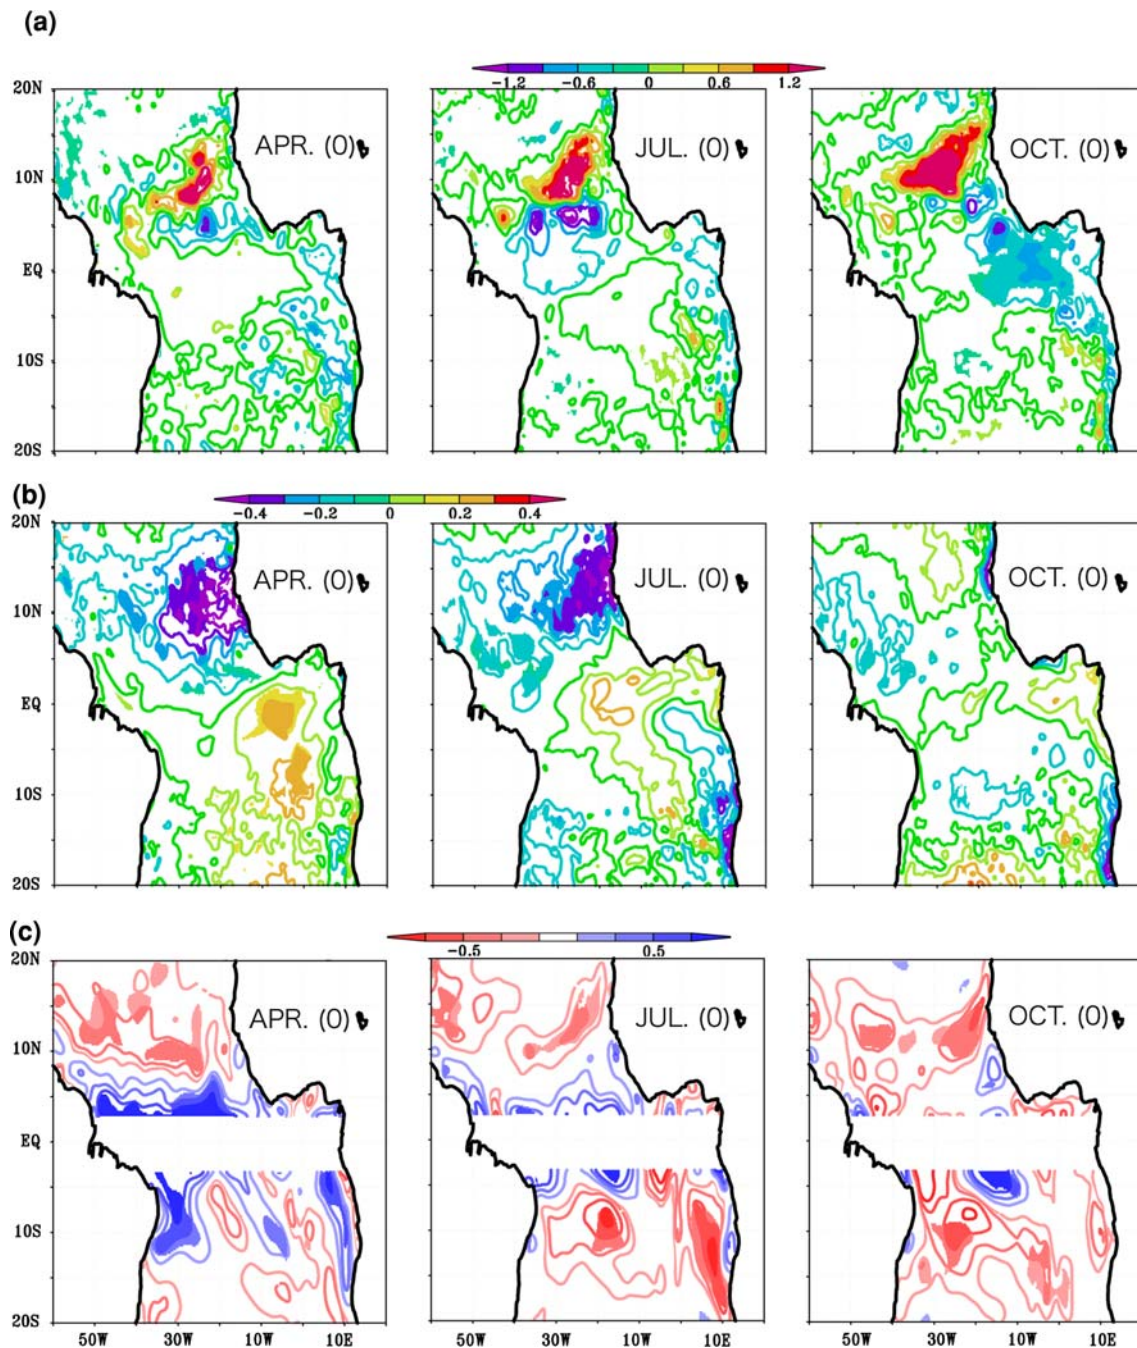 (a)
-1.2 -0.6 0 0.6 1.2
20N
APR. (0)
JUL. (0)
OCT. (0)
10N
EQ
10S
20S
(b)
-0.4 -0.2 0 0.2 0.4
20N
APR. (0)
JUL. (0)
OCT. (0)
10N
EQ
10S
20S
(c)
-0.5 0.5
20N
APR. (0)
JUL. (0)
OCT. (0)
10N
EQ
10S
20S
50W 30W 10W 10E 50W 30W 10W 10E 50W 30W 10W 10E